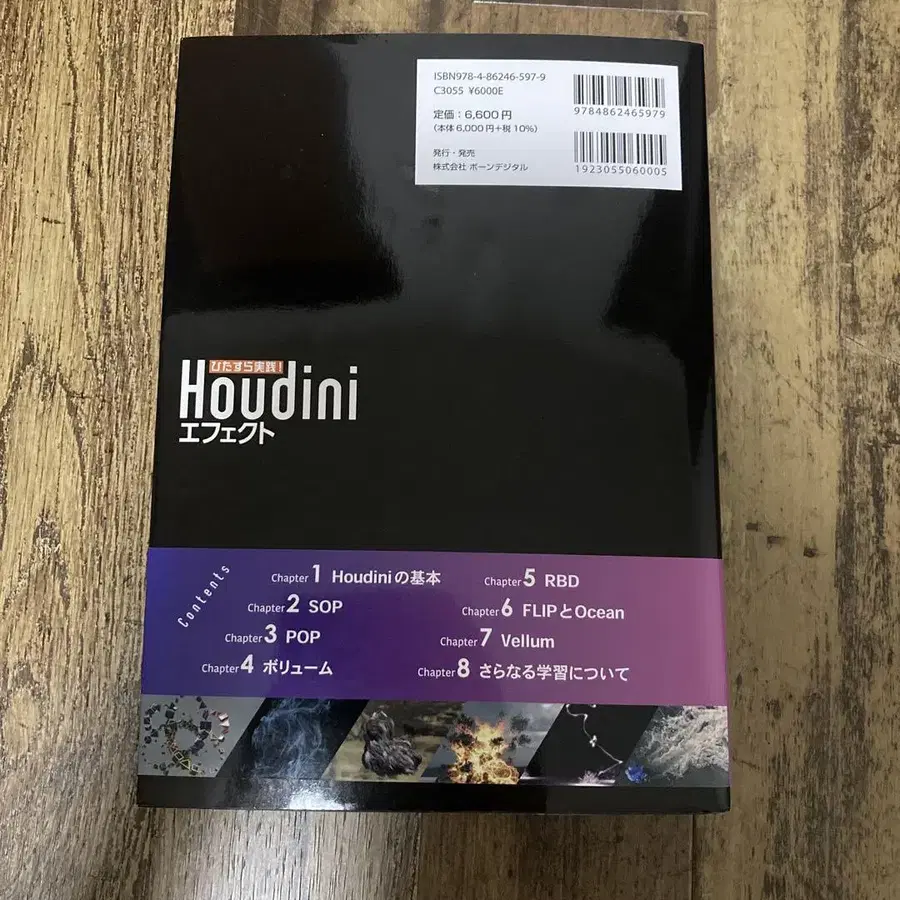 ISBN978-4-86246-597-9
C3055 ¥6000E
定価:6,600円
(本体6,000円+税10%)
発行・発売
株式会社 ボーンデジタル
9784862465979
1923055060005
ひたすら実践!
Houdini
エフェクト
Contents
Chapter 1 Houdiniの基本
Chapter 2 SOP
Chapter 3 POP
Chapter 4 ボリューム
Chapter 5 RBD
Chapter 6 FLIPとOcean
Chapter 7 Vellum
Chapter 8 さらなる学習について